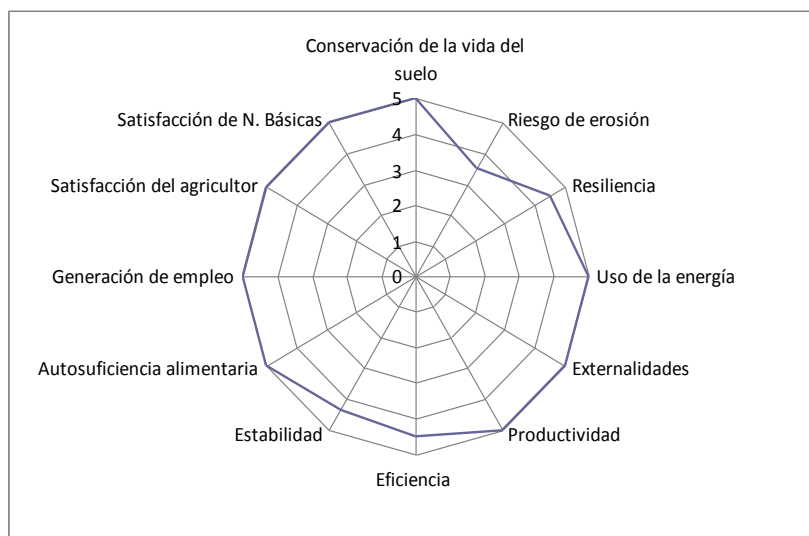 Conservación de la vida del
suelo
Satisfacción de N. Básicas
5
Riesgo de erosión
4
Satisfacción del agricultor
3
Resiliencia
2
1
Generación de empleo
0
Uso de la energía
Autosuficiencia alimentaria
Externalidades
Estabilidad
Productividad
Eficiencia